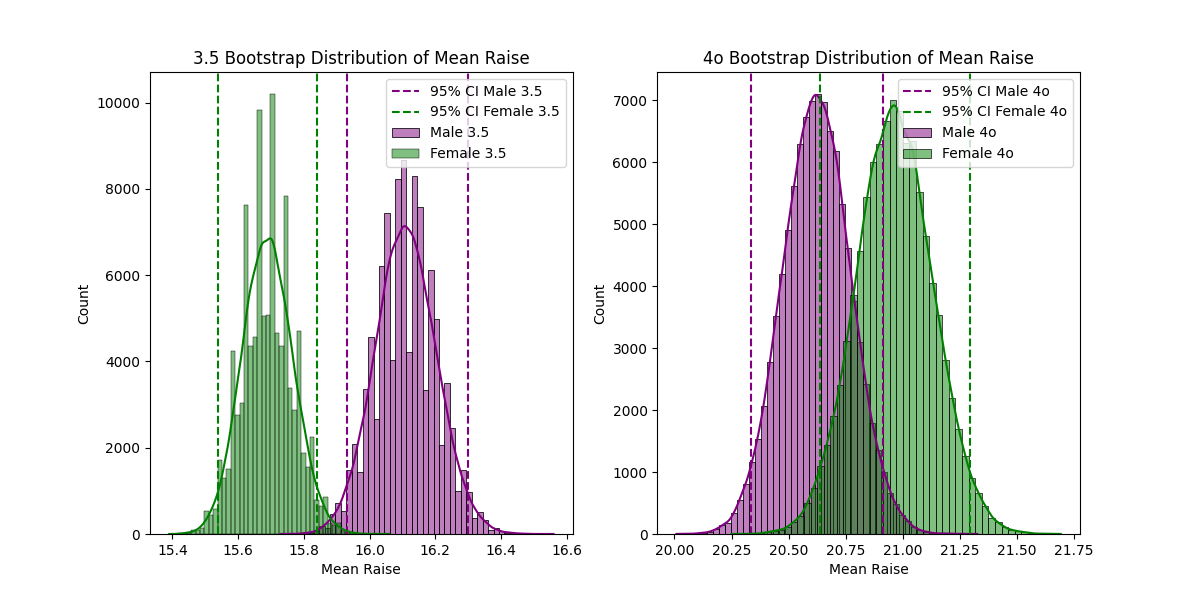 3.5 Bootstrap Distribution of Mean Raise
Count
10000
8000
6000
4000
2000
0
95% CI Male 3.5
95% CI Female 3.5
Male 3.5
Female 3.5
15.4 15.6 15.8 16.0 16.2 16.4 16.6
Mean Raise
4o Bootstrap Distribution of Mean Raise
Count
7000
6000
5000
4000
3000
2000
1000
0
95% CI Male 4o
95% CI Female 4o
Male 4o
Female 4o
20.00 20.25 20.50 20.75 21.00 21.25 21.50 21.75
Mean Raise